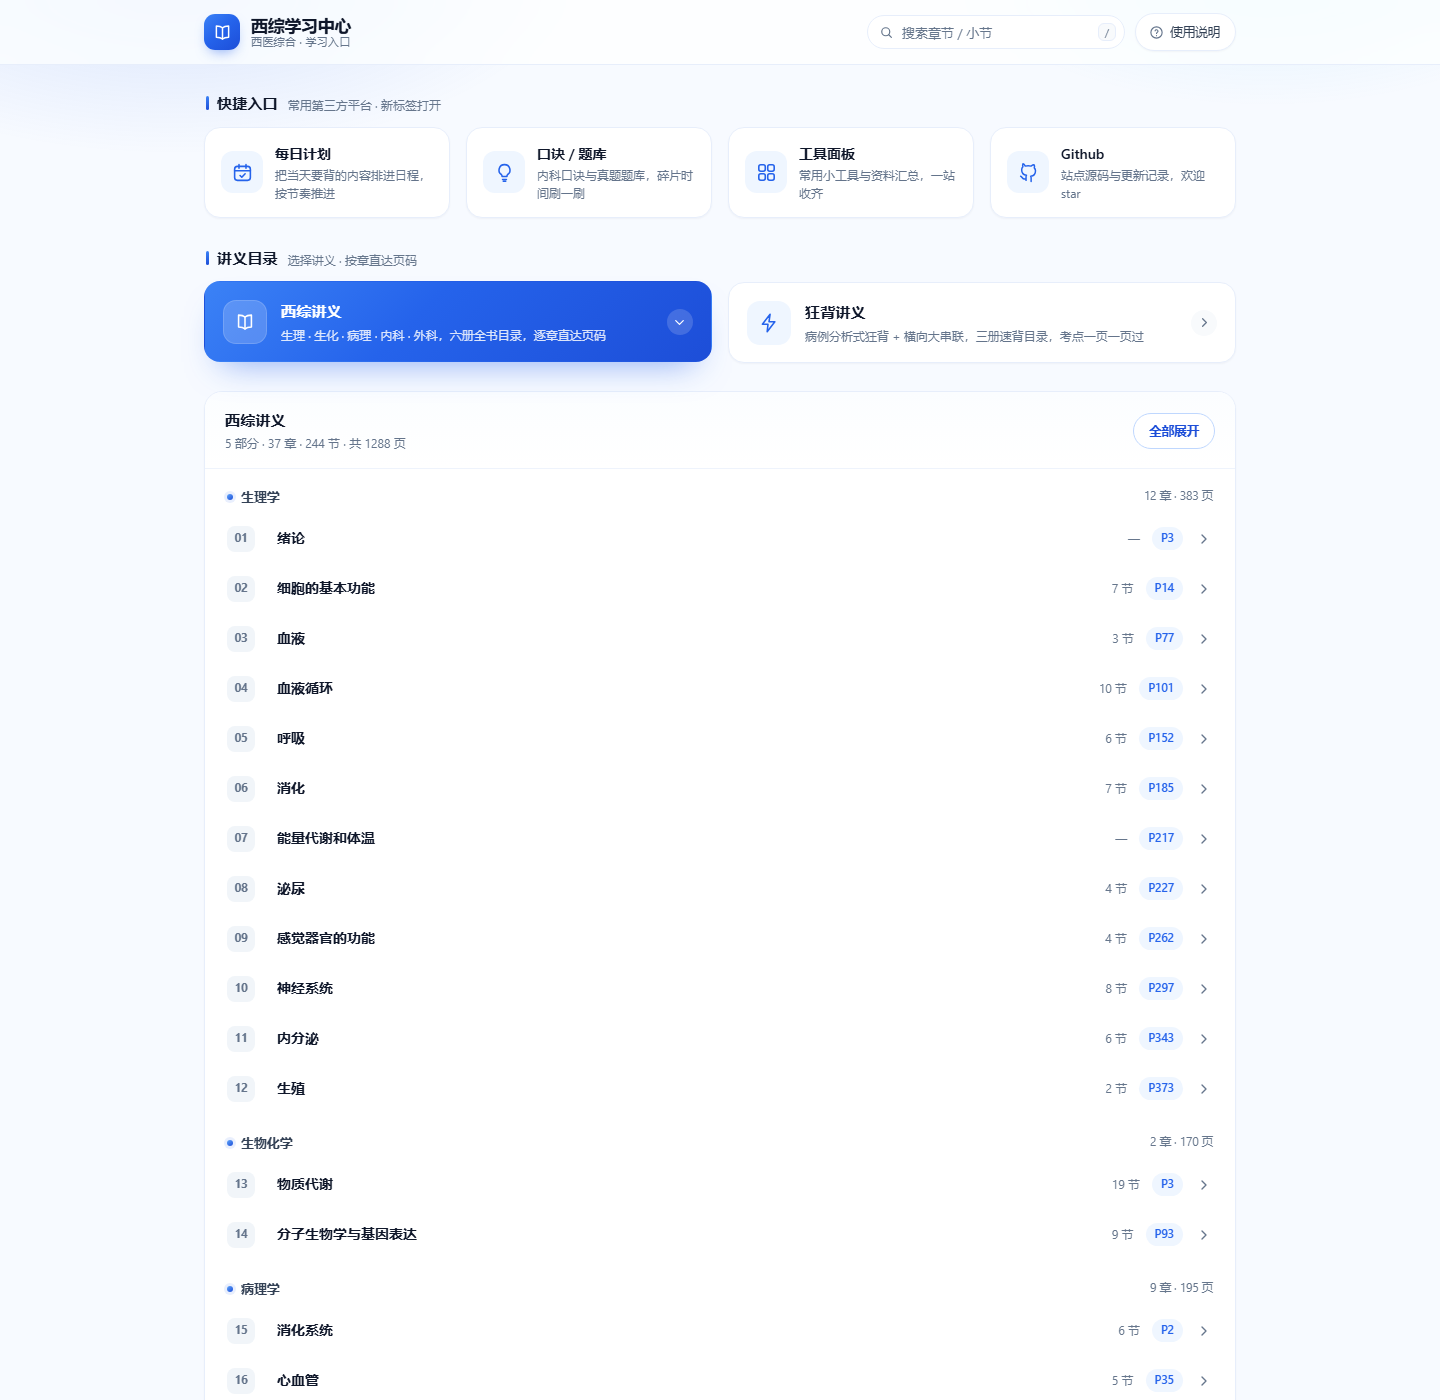 西综学习中心
西医综合 · 学习入口
搜索章节 / 小节
/
使用说明
快捷入口
常用第三方平台 · 新标签打开
每日计划
把当天要背的内容排进日程，
按节奏推进
口诀 / 题库
内科口诀与真题题库，碎片时
间刷一刷
工具面板
常用小工具与资料汇总，一站
收齐
Github
站点源码与更新记录，欢迎
star
讲义目录
选择讲义 · 按章直达页码
西综讲义
生理 · 生化 · 病理 · 内科 · 外科，六册全书目录，逐章直达页码
狂背讲义
病例分析式狂背 + 横向大串联，三册速背目录，考点一页一页过
西综讲义
5 部分 · 37 章 · 244 节 · 共 1288 页
全部展开
生理学
12 章 · 383 页
01 绪论 — P3
02 细胞的基本功能 7 节 P14
03 血液 3 节 P77
04 血液循环 10 节 P101
05 呼吸 6 节 P152
06 消化 7 节 P185
07 能量代谢和体温 — P217
08 泌尿 4 节 P227
09 感觉器官的功能 4 节 P262
10 神经系统 8 节 P297
11 内分泌 6 节 P343
12 生殖 2 节 P373
生物化学
2 章 · 170 页
13 物质代谢 19 节 P3
14 分子生物学与基因表达 9 节 P93
病理学
9 章 · 195 页
15 消化系统 6 节 P2
16 心血管 5 节 P35